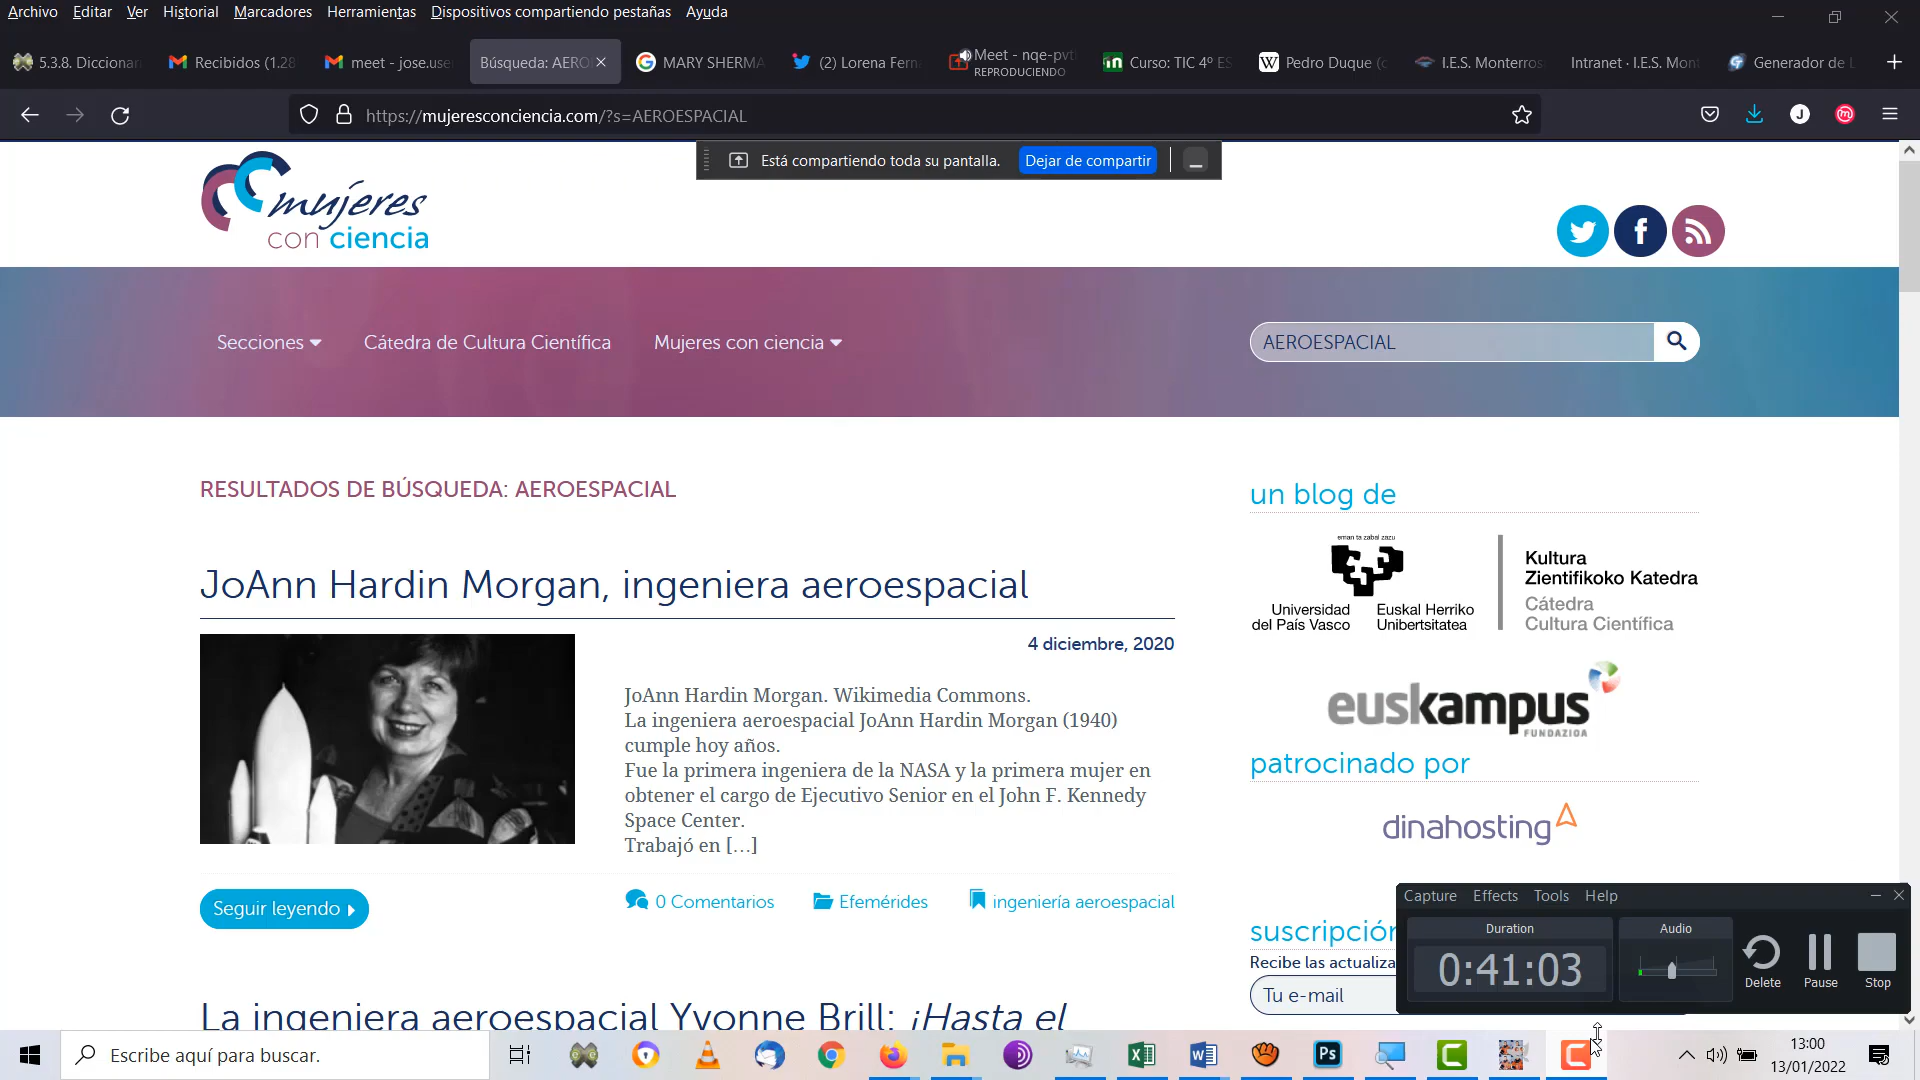 Archivo Editar Ver Historial Marcadores Herramientas Dispositivos compartiendo pestañas Ayuda
5.3.8. Diccionar
Recibidos (1.28
meet - jose.use
Búsqueda: AERO
MARY SHERMA
(2) Lorena Fern
Meet - nqe-pvt
REPRODUCIENDO
Curso: TIC 4º ES
Pedro Duque (c
I.E.S. Monterros
Intranet · I.E.S. Mont
Generador de L
https://mujeresconciencia.com/?s=AEROESPACIAL
J
Está compartiendo toda su pantalla. Dejar de compartir
mujeres
con ciencia
Secciones Cátedra de Cultura Científica Mujeres con ciencia AEROESPACIAL
RESULTADOS DE BÚSQUEDA: AEROESPACIAL
JoAnn Hardin Morgan, ingeniera aeroespacial
4 diciembre, 2020
JoAnn Hardin Morgan. Wikimedia Commons.
La ingeniera aeroespacial JoAnn Hardin Morgan (1940)
cumple hoy años.
Fue la primera ingeniera de la NASA y la primera mujer en
obtener el cargo de Ejecutivo Senior en el John F. Kennedy
Space Center.
Trabajó en […]
Seguir leyendo
0 Comentarios Efemérides ingeniería aeroespacial
La ingeniera aeroespacial Yvonne Brill: ¡Hasta el
un blog de
eman ta zabal zazu
Universidad
del País Vasco
Euskal Herriko
Unibertsitatea
Kultura
Zientifikoko Katedra
Cátedra
Cultura Científica
euskampus
FUNDAZIOA
patrocinado por
dinahosting
suscripción
Recibe las actualiza
Tu e-mail
Capture Effects Tools Help
Duration
0:41:03
Audio
Delete Pause Stop
Escribe aquí para buscar.
Ps
13:00
13/01/2022